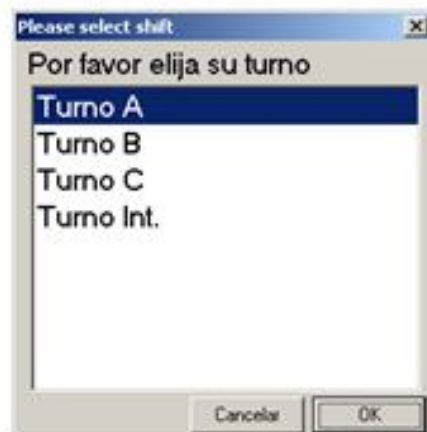 Please select shift
Por favor elija su turno
Turno A
Turno B
Turno C
Turno Int.
Cancelar
OK